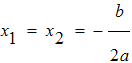 x₁ = x₂ = − b/2a